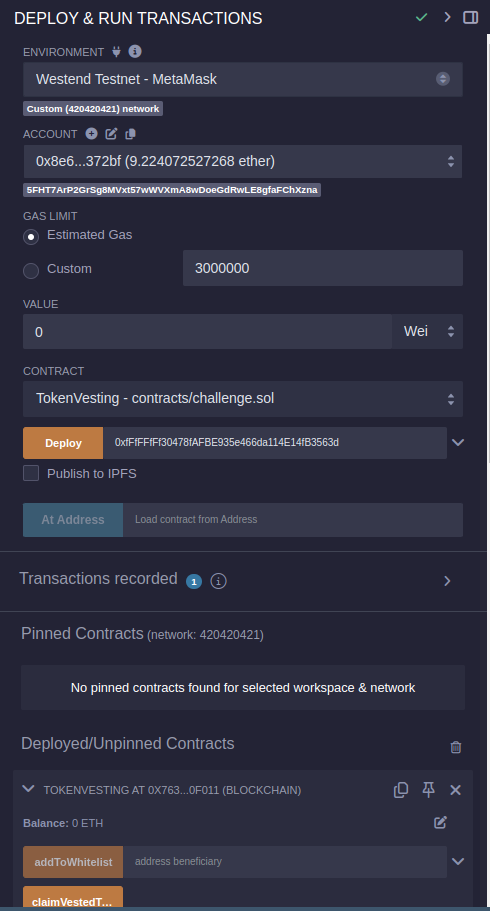 DEPLOY & RUN TRANSACTIONS
ENVIRONMENT
Westend Testnet - MetaMask
Custom (420420421) network
ACCOUNT
0x8e6...372bf (9.224072527268 ether)
5FHT7ArP2GrSg8MVxt57wWVXmA8wDoeGdRwLE8gfaFChXzna
GAS LIMIT
Estimated Gas
Custom
3000000
VALUE
0
Wei
CONTRACT
TokenVesting - contracts/challenge.sol
Deploy
0xfFfFFfFf30478fAFBE935e466da114E14fB3563d
Publish to IPFS
At Address
Load contract from Address
Transactions recorded 1
Pinned Contracts (network: 420420421)
No pinned contracts found for selected workspace & network
Deployed/Unpinned Contracts
TOKENVESTING AT 0X763...0F011 (BLOCKCHAIN)
Balance: 0 ETH
addToWhitelist
address beneficiary
claimVestedT...